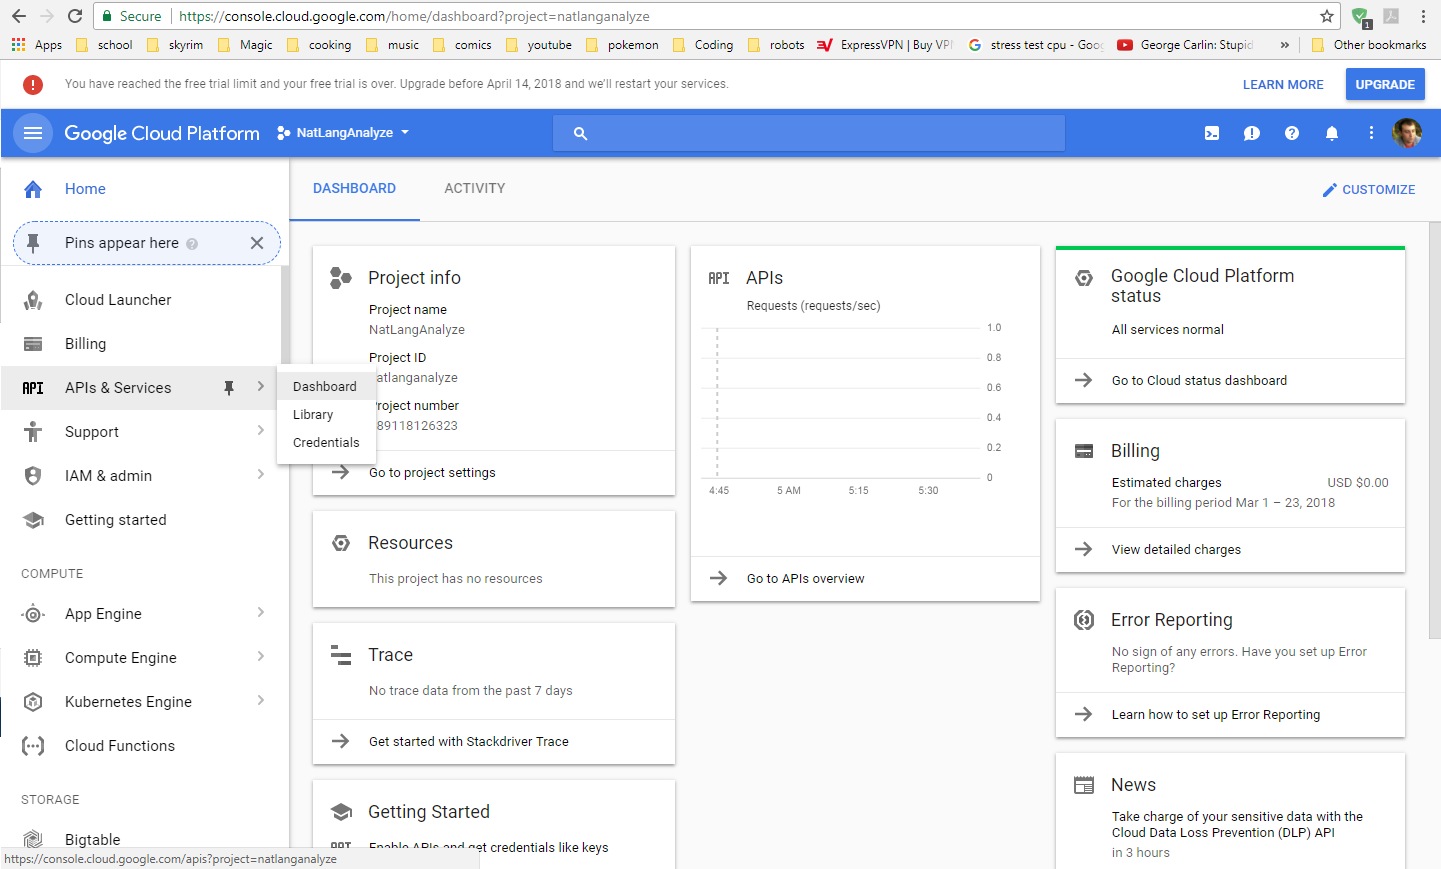 Secure
https://console.cloud.google.com/home/dashboard?project=natlanganalyze
1
Apps
school
skyrim
Magic
cooking
music
comics
youtube
pokemon
Coding
robots
ExpressVPN | Buy VPN
stress test cpu - Goog
George Carlin: Stupid
»
Other bookmarks
You have reached the free trial limit and your free trial is over. Upgrade before April 14, 2018 and we'll restart your services.
LEARN MORE
UPGRADE
Google Cloud Platform
NatLangAnalyze
Home
Pins appear here
Cloud Launcher
Billing
API
APIs & Services
Dashboard
Library
Credentials
Support
IAM & admin
Getting started
COMPUTE
App Engine
Compute Engine
Kubernetes Engine
Cloud Functions
STORAGE
Bigtable
https://console.cloud.google.com/apis?project=natlanganalyze
DASHBOARD
ACTIVITY
CUSTOMIZE
Project info
Project name
NatLangAnalyze
Project ID
atlanganalyze
Project number
89118126323
Go to project settings
Resources
This project has no resources
Trace
No trace data from the past 7 days
Get started with Stackdriver Trace
Getting Started
API
Enable APIs and get credentials like keys
API
APIs
Requests (requests/sec)
1.0
0.8
0.6
0.4
0.2
0
4:45
5 AM
5:15
5:30
Go to APIs overview
Google Cloud Platform
status
All services normal
Go to Cloud status dashboard
Billing
Estimated charges
USD $0.00
For the billing period Mar 1 – 23, 2018
View detailed charges
Error Reporting
No sign of any errors. Have you set up Error
Reporting?
Learn how to set up Error Reporting
News
Take charge of your sensitive data with the
Cloud Data Loss Prevention (DLP) API
in 3 hours